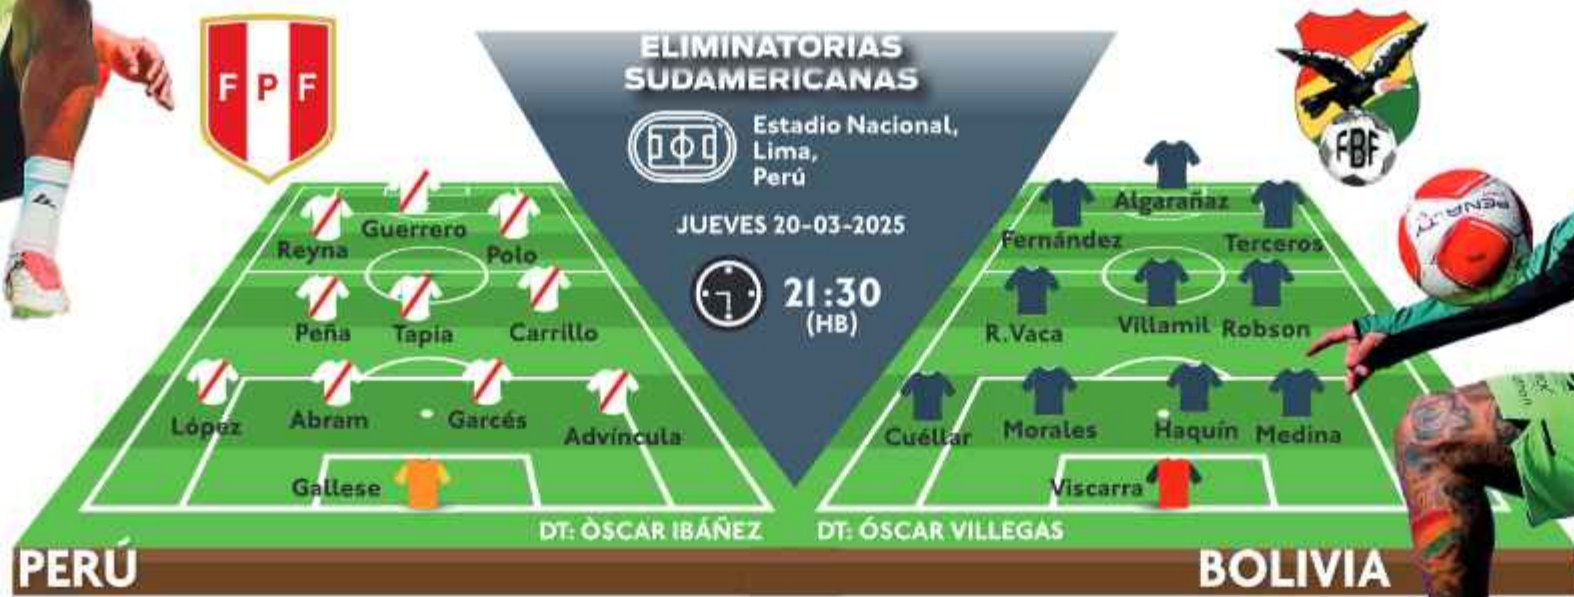 ELIMINATORIAS
SUDAMERICANAS
Estadio Nacional,
Lima,
Perú
JUEVES 20-03-2025
21:30
(HB)
FPF
Guerrero
Reyna
Polo
Peña
Tapia
Carrillo
López
Abram
Garcés
Advíncula
Gallese
DT: ÒSCAR IBÁÑEZ
PERÚ
FBF
Algarañaz
Fernández
Terceros
R.Vaca
Villamil
Robson
Cuéllar
Morales
Haquín
Medina
Viscarra
DT: ÓSCAR VILLEGAS
BOLIVIA
PENALTY